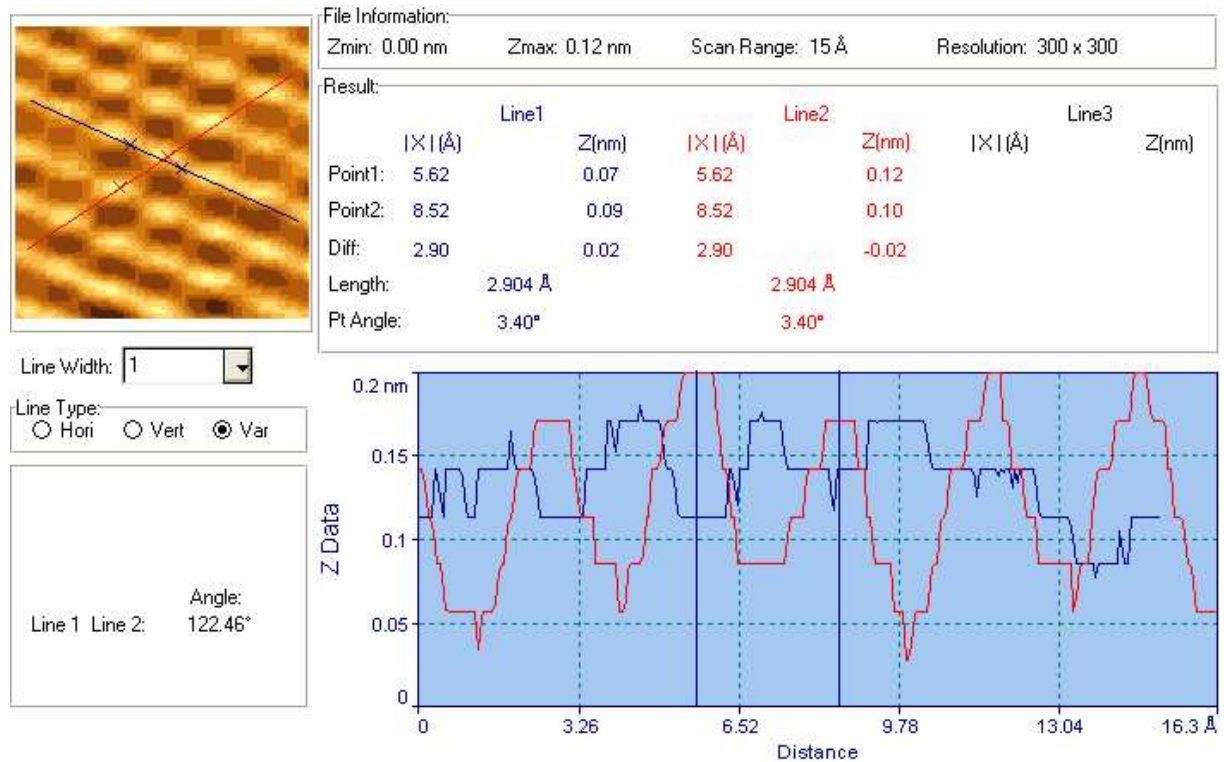 File Information:
Zmin: 0.00 nm Zmax: 0.12 nm Scan Range: 15 Å Resolution: 300 x 300
Result:
Line1 Line2 Line3
|X|(Å) Z(nm) |X|(Å) Z(nm) |X|(Å) Z(nm)
Point1: 5.62 0.07 5.62 0.12
Point2: 8.52 0.09 8.52 0.10
Diff: 2.90 0.02 2.90 -0.02
Length: 2.904 Å 2.904 Å
Pt Angle: 3.40° 3.40°
Line Width: 1
Line Type:
Hori Vert Var
Angle:
Line 1 Line 2: 122.46°
0.2 nm
0.15
0.1
0.05
0
Z Data
0 3.26 6.52 9.78 13.04 16.3 Å
Distance